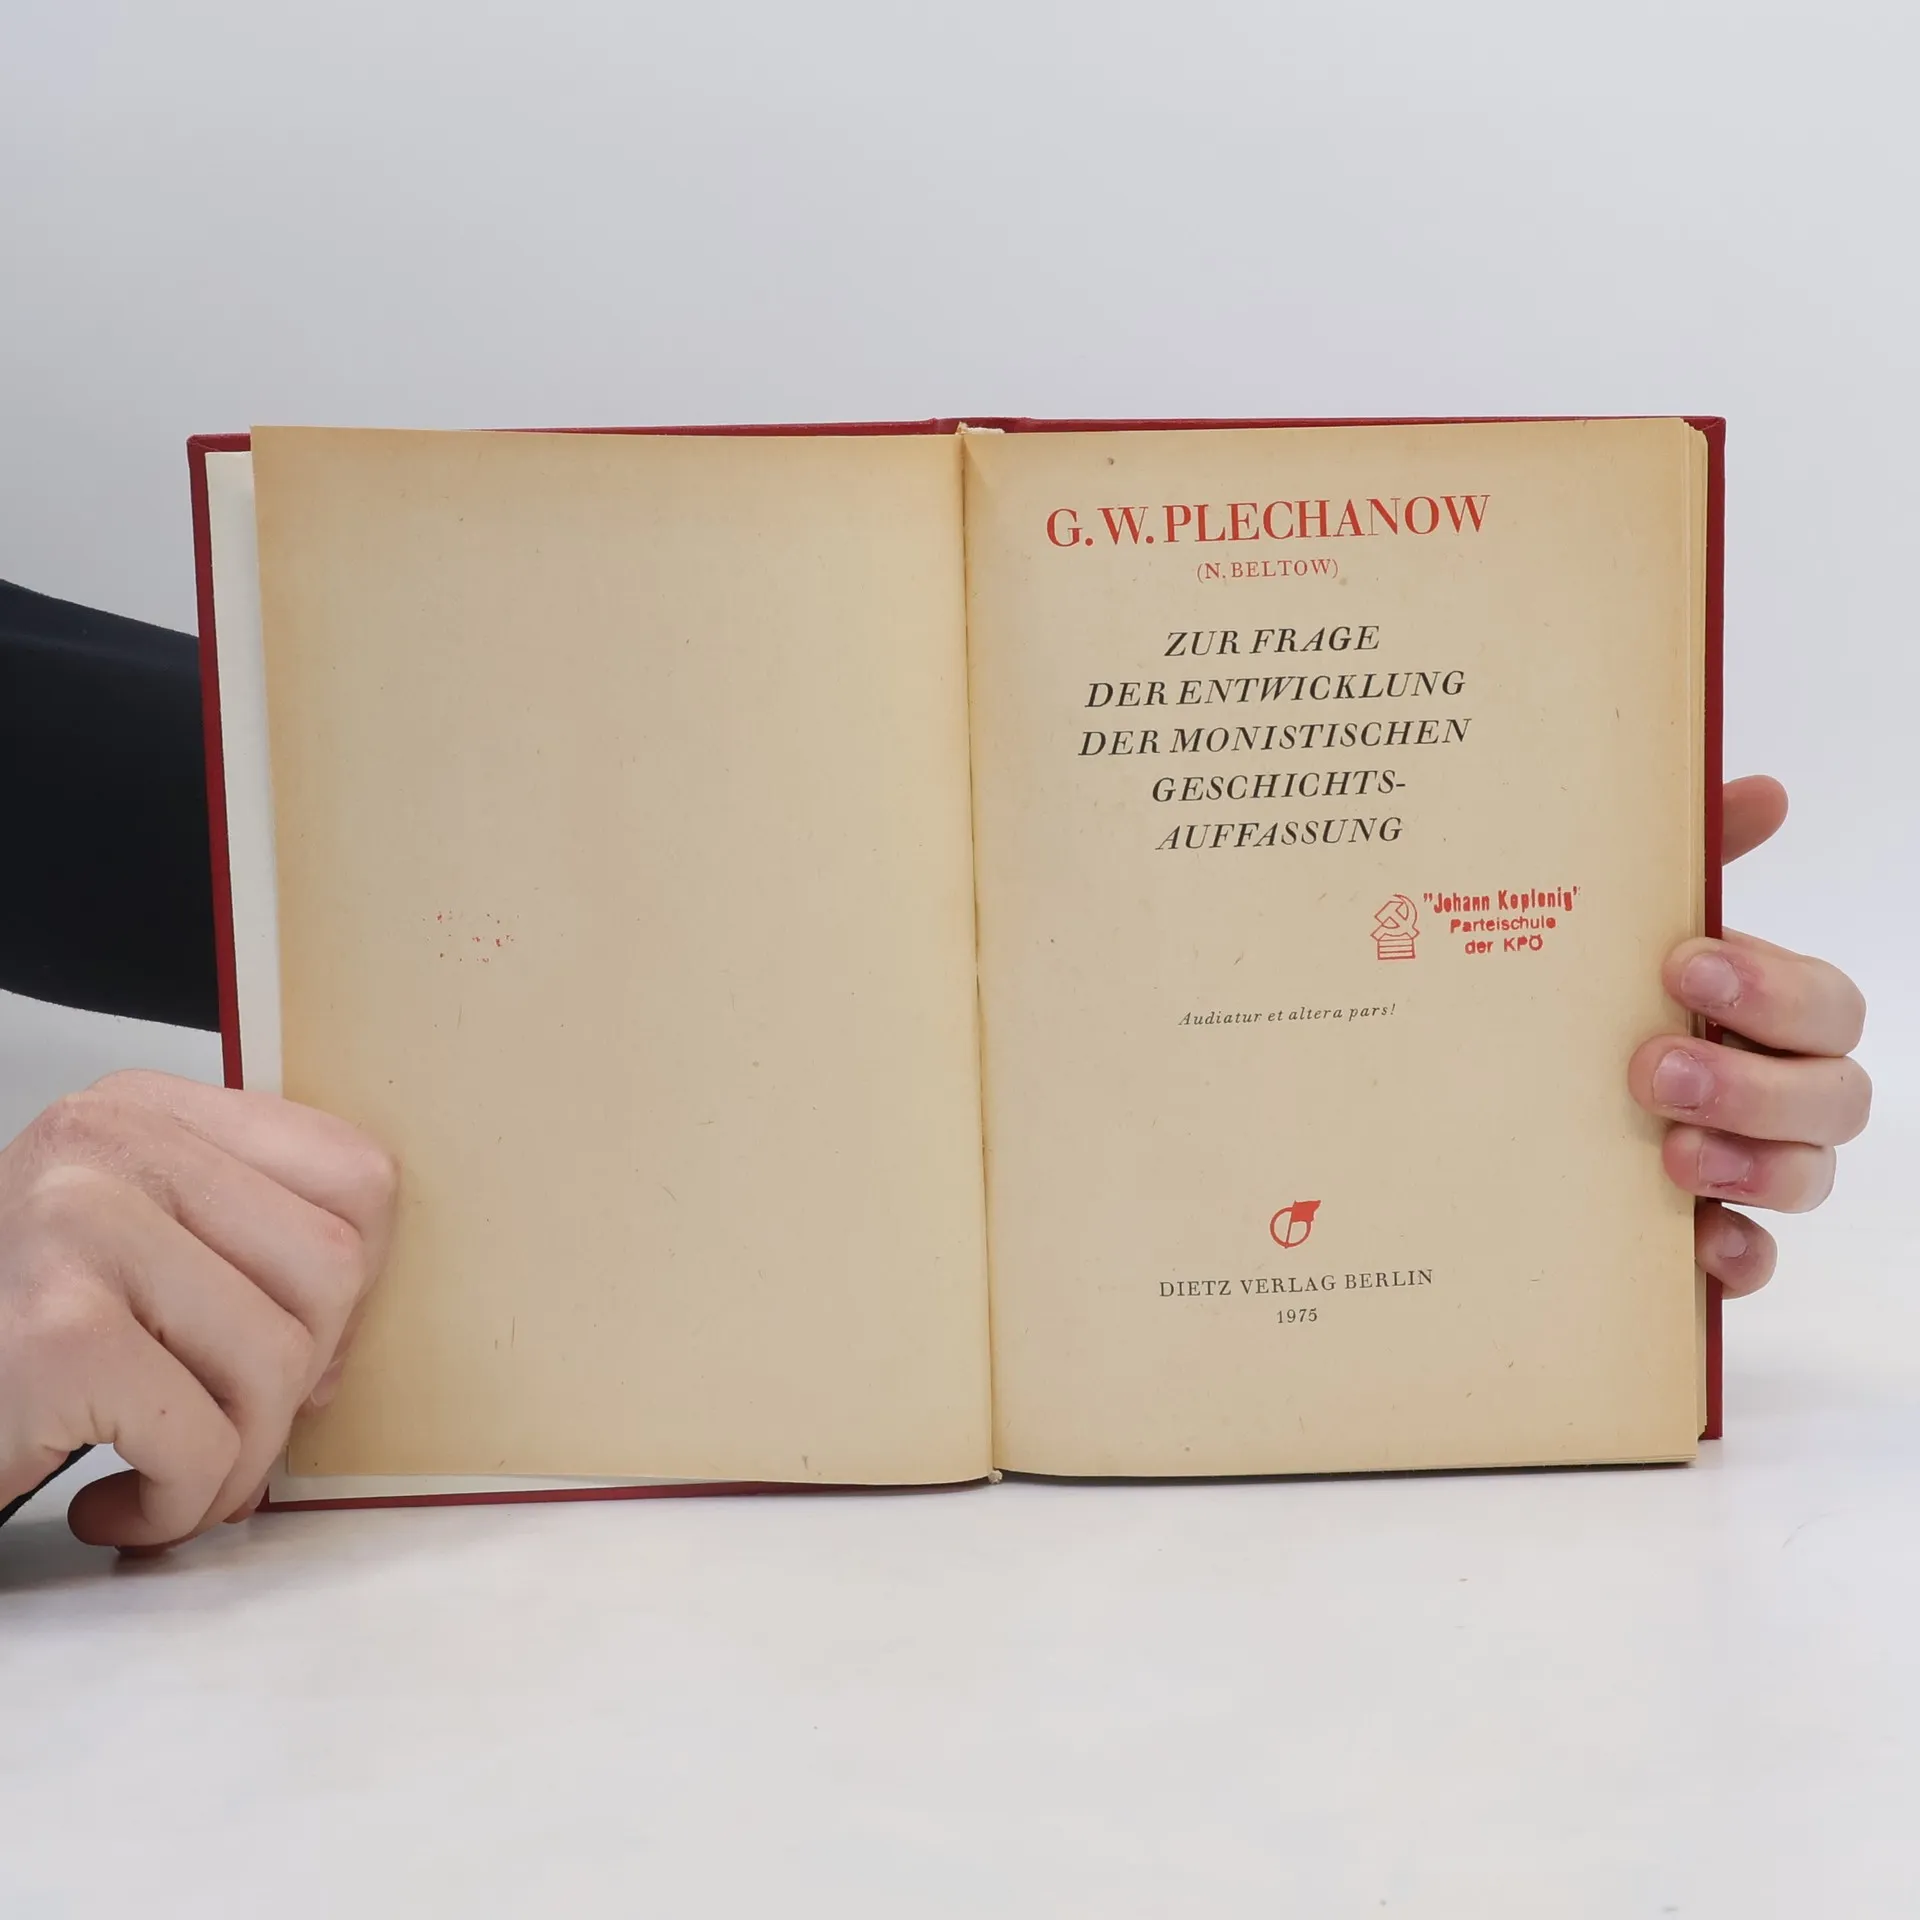 G. W. PLECHANOW
(N. BELTOW)
ZUR FRAGE
DER ENTWICKLUNG
DER MONISTISCHEN
GESCHICHTS-
AUFFASSUNG
"Johann Koplenig"
Parteischule
der KPÖ
Audiatur et altera pars!
DIETZ VERLAG BERLIN
1975